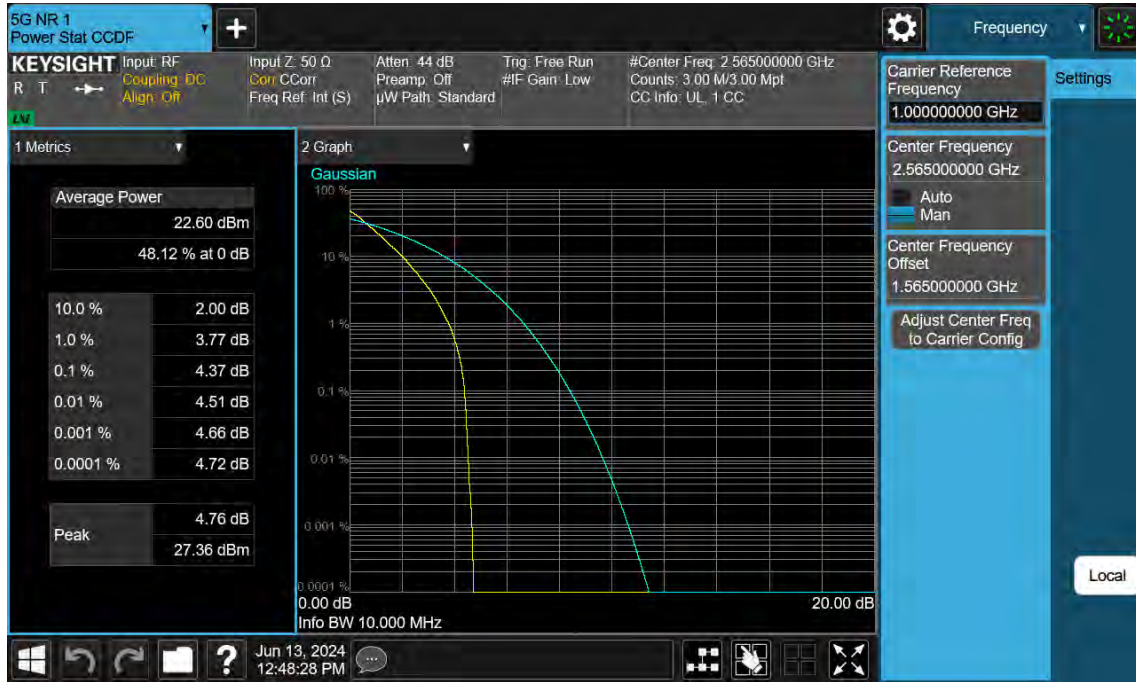 5G NR 1
Power Stat CCDF
+
Frequency
KEYSIGHT
R T
LNI
Input: RF
Coupling: DC
Align: Off
Input Z: 50 Ω
Corr CCorr
Freq Ref: Int (S)
Atten: 44 dB
Preamp: Off
µW Path: Standard
Trig: Free Run
#IF Gain: Low
#Center Freq: 2.565000000 GHz
Counts: 3.00 M/3.00 Mpt
CC Info: UL, 1 CC
Carrier Reference
Frequency
1.000000000 GHz
Settings
Center Frequency
2.565000000 GHz
Auto
Man
Center Frequency
Offset
1.565000000 GHz
Adjust Center Freq
to Carrier Config
Local
1 Metrics
Average Power
22.60 dBm
48.12 % at 0 dB
10.0 % 2.00 dB
1.0 % 3.77 dB
0.1 % 4.37 dB
0.01 % 4.51 dB
0.001 % 4.66 dB
0.0001 % 4.72 dB
Peak
4.76 dB
27.36 dBm
2 Graph
Gaussian
100 %
10 %
1 %
0.1 %
0.01 %
0.001 %
0.0001 %
0.00 dB 20.00 dB
Info BW 10.000 MHz
?
Jun 13, 2024
12:48:28 PM